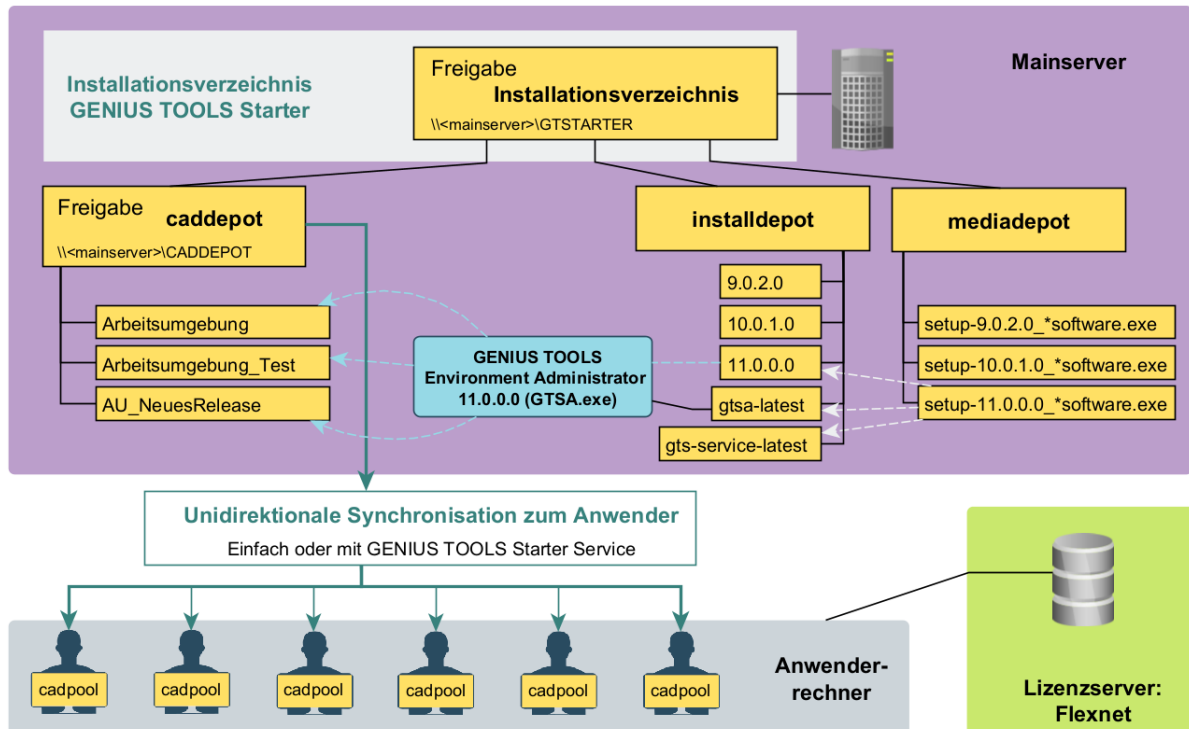 Installationsverzeichnis
GENIUS TOOLS Starter
Freigabe
Installationsverzeichnis
\\<mainserver>\GTSTARTER
Mainserver
Freigabe
caddepot
\\<mainserver>\CADDEPOT
installdepot
mediadepot
Arbeitsumgebung
Arbeitsumgebung_Test
AU_NeuesRelease
GENIUS TOOLS
Environment Administrator
11.0.0.0 (GTSA.exe)
9.0.2.0
10.0.1.0
11.0.0.0
gtsa-latest
gts-service-latest
setup-9.0.2.0_*software.exe
setup-10.0.1.0_*software.exe
setup-11.0.0.0_*software.exe
Unidirektionale Synchronisation zum Anwender
Einfach oder mit GENIUS TOOLS Starter Service
cadpool
cadpool
cadpool
cadpool
cadpool
cadpool
Anwender-
rechner
Lizenzserver:
Flexnet